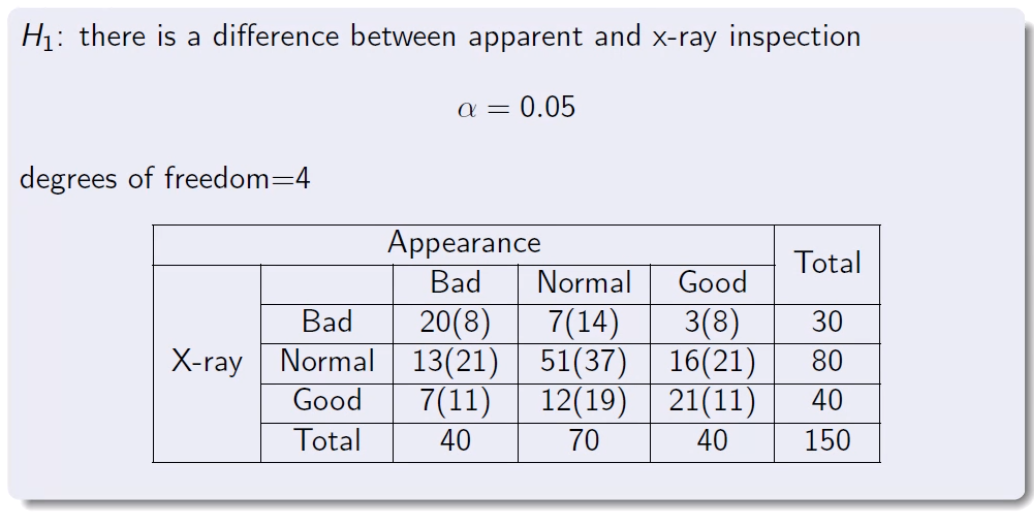 H₁: there is a difference between apparent and x-ray inspection
α = 0.05
degrees of freedom=4
Appearance Total
Bad Normal Good
Bad 20(8) 7(14) 3(8) 30
X-ray Normal 13(21) 51(37) 16(21) 80
Good 7(11) 12(19) 21(11) 40
Total 40 70 40 150